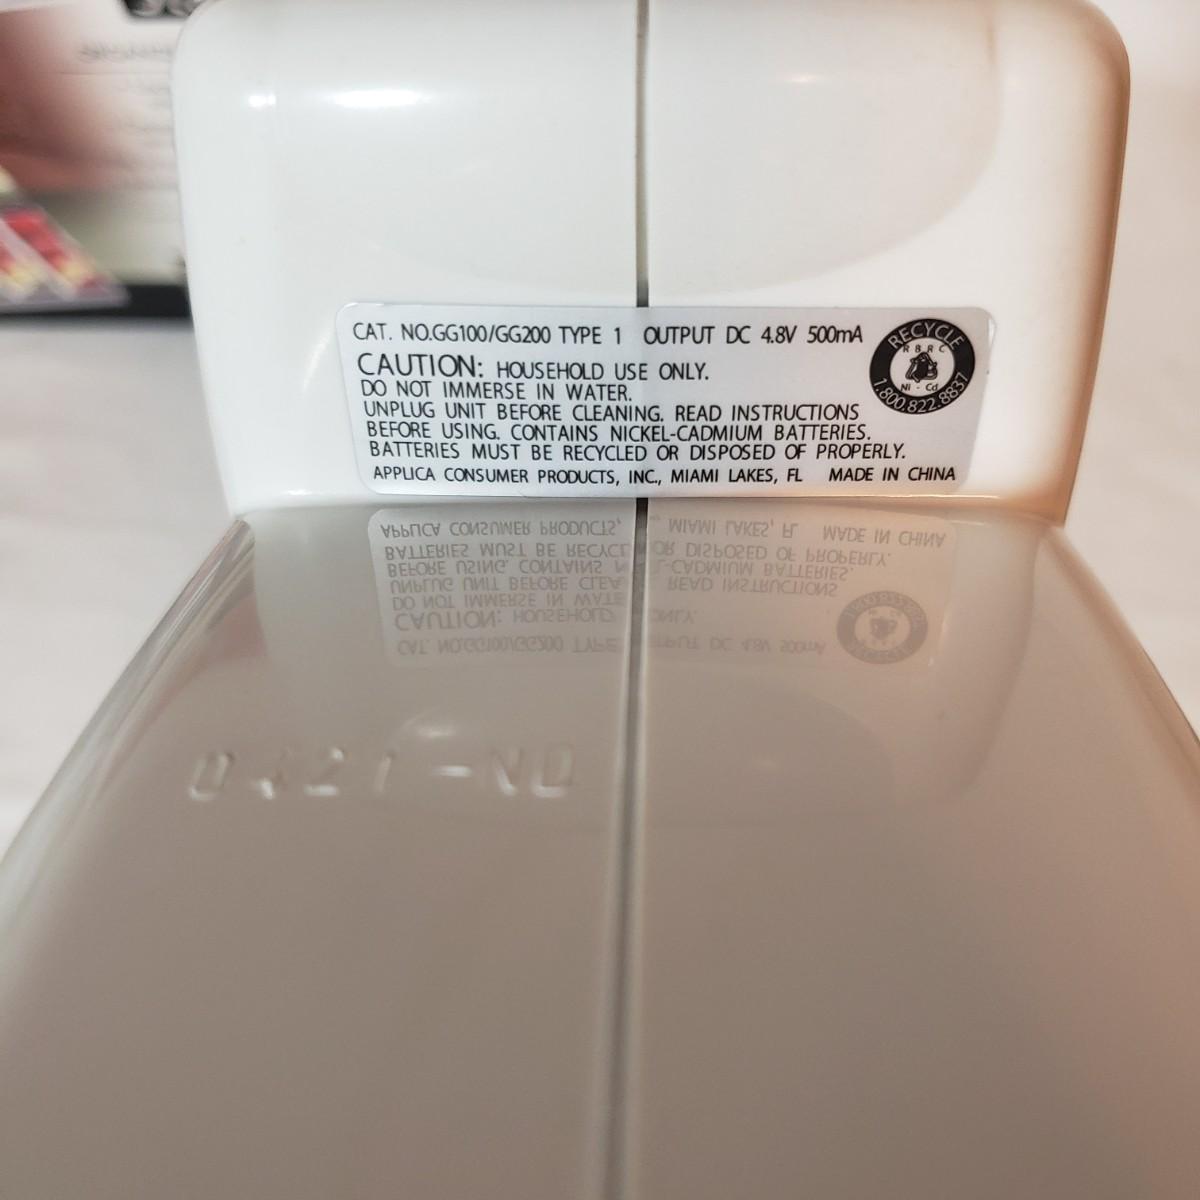 CAT. NO.GG100/GG200 TYPE 1 OUTPUT DC 4.8V 500mA
CAUTION: HOUSEHOLD USE ONLY.
DO NOT IMMERSE IN WATER.
UNPLUG UNIT BEFORE CLEANING. READ INSTRUCTIONS
BEFORE USING. CONTAINS NICKEL-CADMIUM BATTERIES.
BATTERIES MUST BE RECYCLED OR DISPOSED OF PROPERLY.
APPLICA CONSUMER PRODUCTS, INC., MIAMI LAKES, FL MADE IN CHINA
RECYCLE
RBRC
Ni - Cd
1.800.822.8837